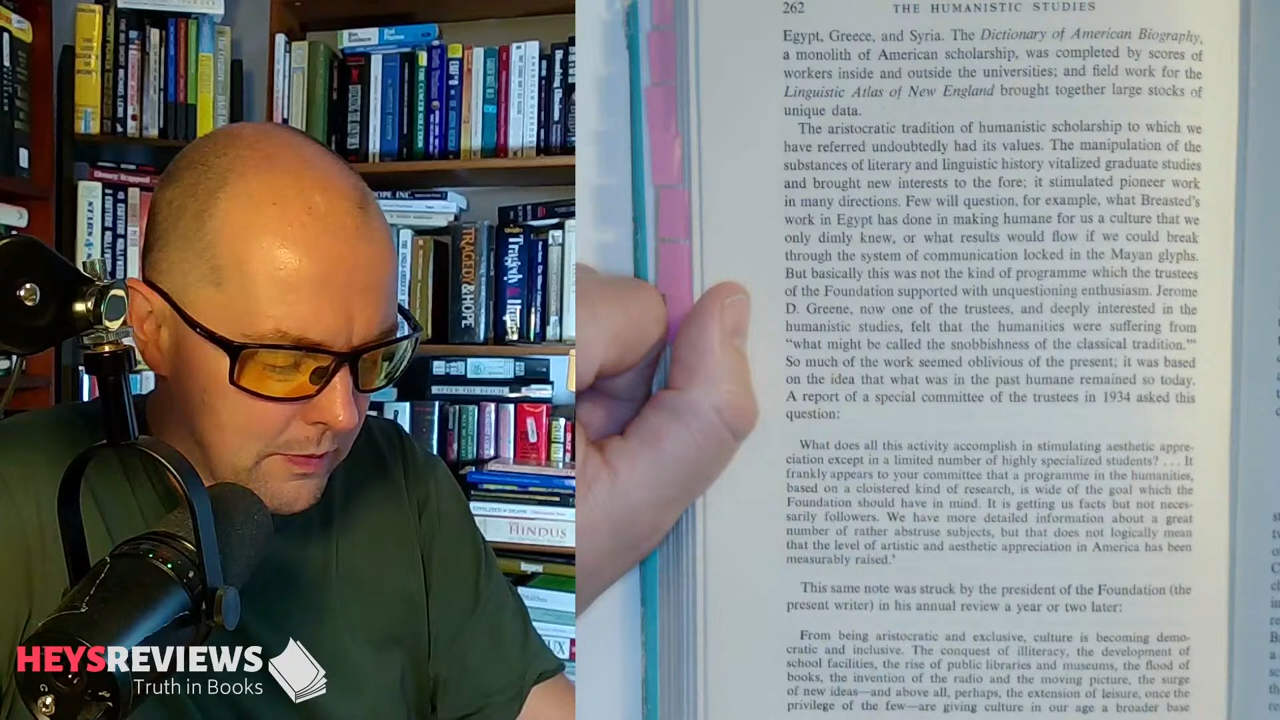 262 THE HUMANISTIC STUDIES
Egypt, Greece, and Syria. The Dictionary of American Biography,
a monolith of American scholarship, was completed by scores of
workers inside and outside the universities; and field work for the
Linguistic Atlas of New England brought together large stocks of
unique data.
The aristocratic tradition of humanistic scholarship to which we
have referred undoubtedly had its values. The manipulation of the
substances of literary and linguistic history vitalized graduate studies
and brought new interests to the fore; it stimulated pioneer work
in many directions. Few will question, for example, what Breasted's
work in Egypt has done in making humane for us a culture that we
only dimly knew, or what results would flow if we could break
through the system of communication locked in the Mayan glyphs.
But basically this was not the kind of programme which the trustees
of the Foundation supported with unquestioning enthusiasm. Jerome
D. Greene, now one of the trustees, and deeply interested in the
humanistic studies, felt that the humanities were suffering from
“what might be called the snobbishness of the classical tradition.”
So much of the work seemed oblivious of the present; it was based
on the idea that what was in the past humane remained so today.
A report of a special committee of the trustees in 1934 asked this
question:
What does all this activity accomplish in stimulating aesthetic appre-
ciation except in a limited number of highly specialized students? . . . It
frankly appears to your committee that a programme in the humanities,
based on a cloistered kind of research, is wide of the goal which the
Foundation should have in mind. It is getting us facts but not neces-
sarily followers. We have more detailed information about a great
number of rather abstruse subjects, but that does not logically mean
that the level of artistic and aesthetic appreciation in America has been
measurably raised.
This same note was struck by the president of the Foundation (the
present writer) in his annual review a year or two later:
From being aristocratic and exclusive, culture is becoming demo-
cratic and inclusive. The conquest of illiteracy, the development of
school facilities, the rise of public libraries and museums, the flood of
books, the invention of the radio and the moving picture, the surge
of new ideas—and above all, perhaps, the extension of leisure, once the
privilege of the few—are giving culture in our age a broader base
TRAGEDY & HOPE
HINDUS
HEYSREVIEWS
Truth in Books